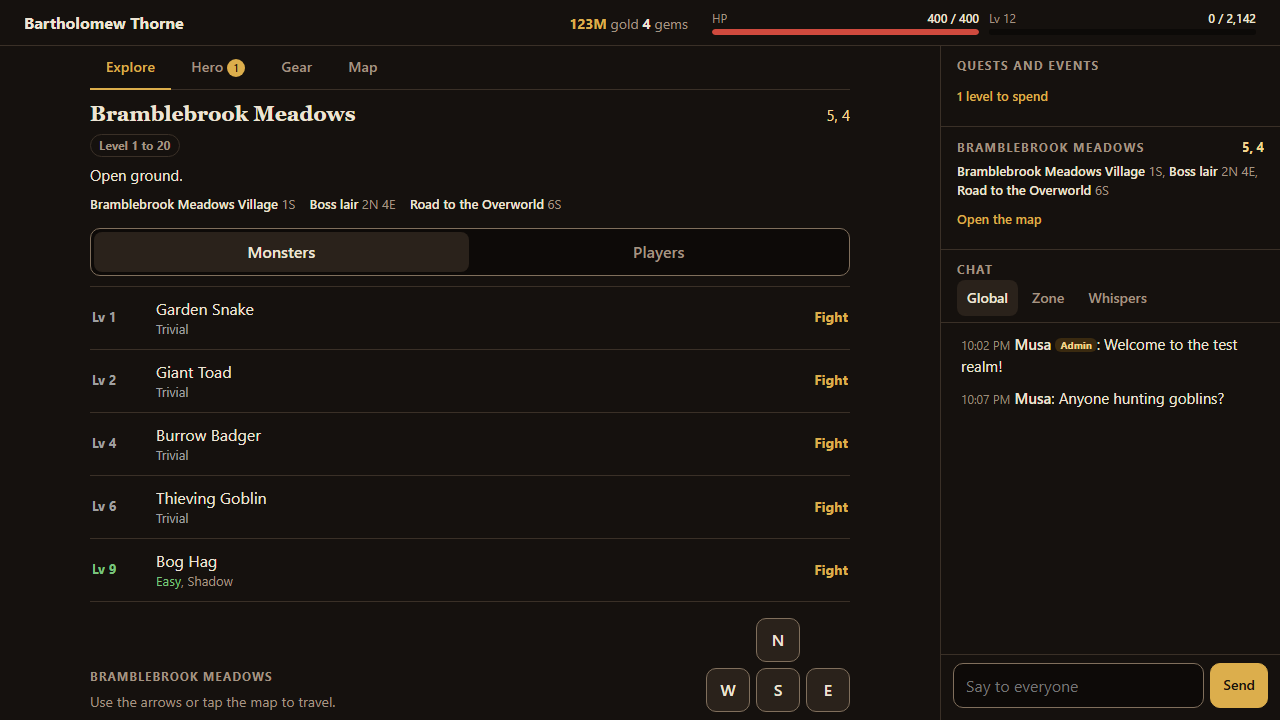 Bartholomew Thorne
123M gold 4 gems
HP 400 / 400
Lv 12 0 / 2,142
Explore
Hero 1
Gear
Map
Bramblebrook Meadows
5, 4
Level 1 to 20
Open ground.
Bramblebrook Meadows Village 1S Boss lair 2N 4E Road to the Overworld 6S
Monsters
Players
Lv 1
Garden Snake
Trivial
Fight
Lv 2
Giant Toad
Trivial
Fight
Lv 4
Burrow Badger
Trivial
Fight
Lv 6
Thieving Goblin
Trivial
Fight
Lv 9
Bog Hag
Easy, Shadow
Fight
BRAMBLEBROOK MEADOWS
Use the arrows or tap the map to travel.
N
W
S
E
QUESTS AND EVENTS
1 level to spend
BRAMBLEBROOK MEADOWS
5, 4
Bramblebrook Meadows Village 1S, Boss lair 2N 4E,
Road to the Overworld 6S
Open the map
CHAT
Global
Zone
Whispers
10:02 PM Musa Admin: Welcome to the test
realm!
10:07 PM Musa: Anyone hunting goblins?
Say to everyone
Send